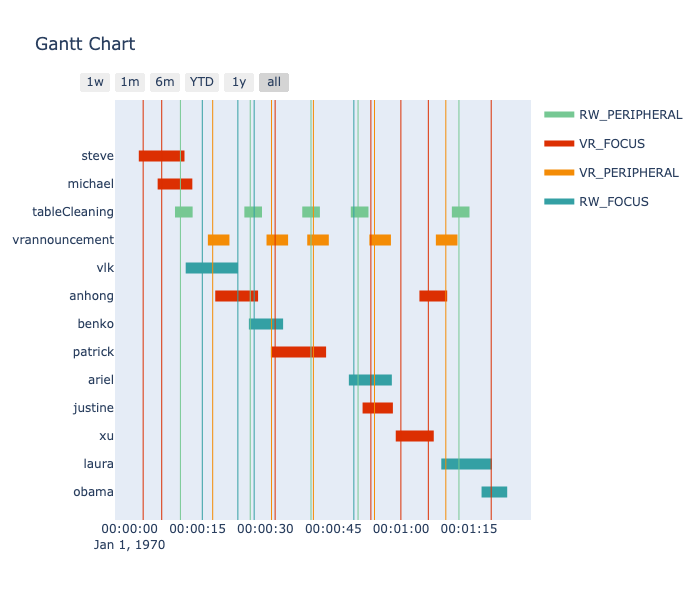 Gantt Chart
1w 1m 6m YTD 1y all
RW_PERIPHERAL
VR_FOCUS
VR_PERIPHERAL
RW_FOCUS
steve
michael
tableCleaning
vrannouncement
vlk
anhong
benko
patrick
ariel
justine
xu
laura
obama
00:00:00 00:00:15 00:00:30 00:00:45 00:01:00 00:01:15
Jan 1, 1970